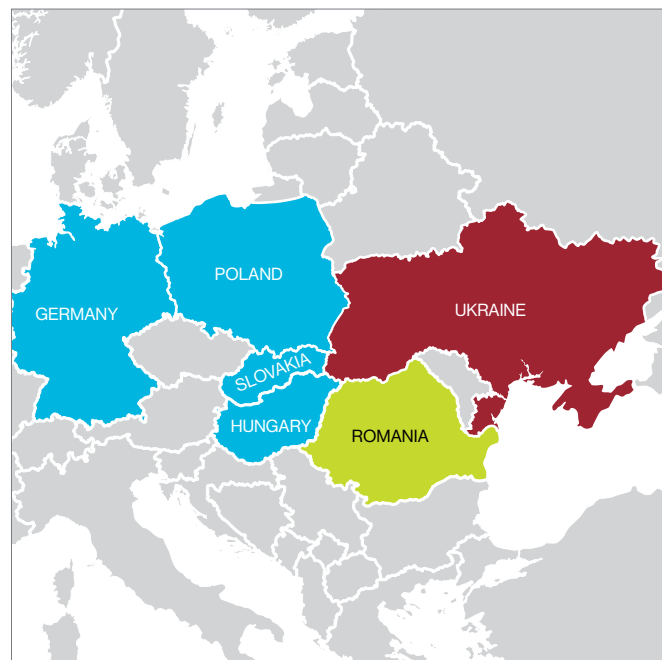 POLAND
GERMANY
UKRAINE
SLOVAKIA
HUNGARY
ROMANIA